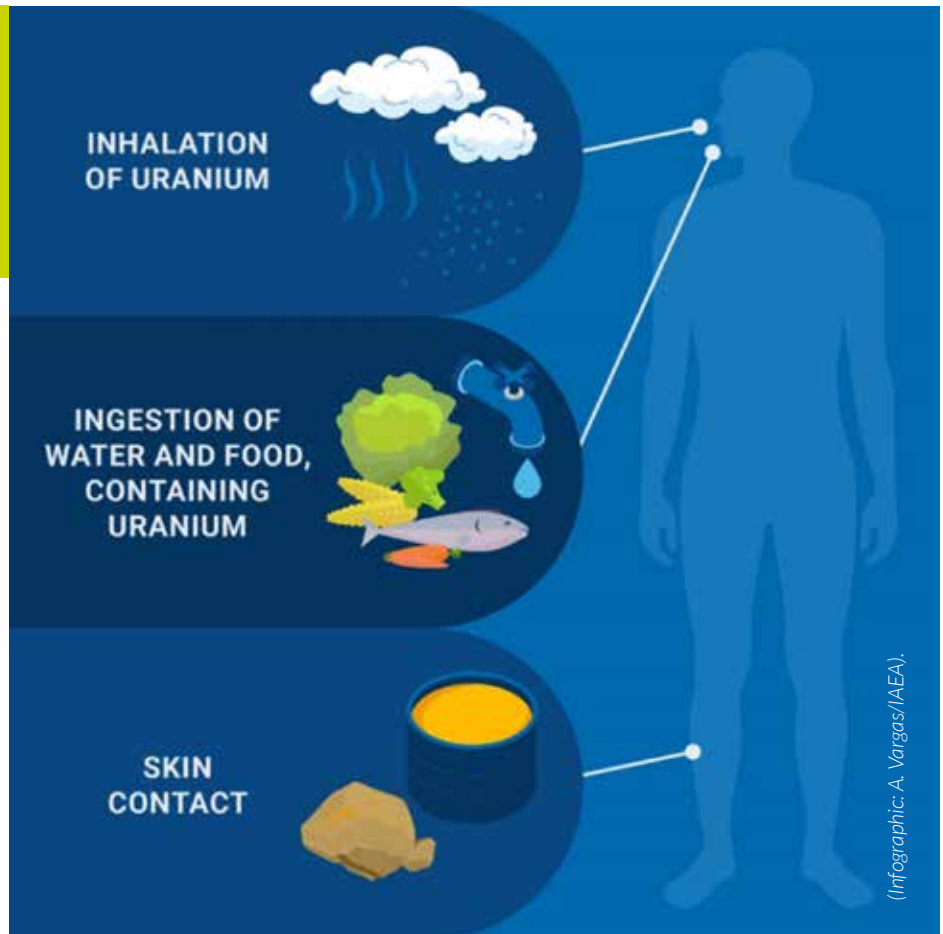 INHALATION
OF URANIUM
INGESTION OF
WATER AND FOOD,
CONTAINING
URANIUM
SKIN
CONTACT
(Infographic: A. Vargas/IAEA).